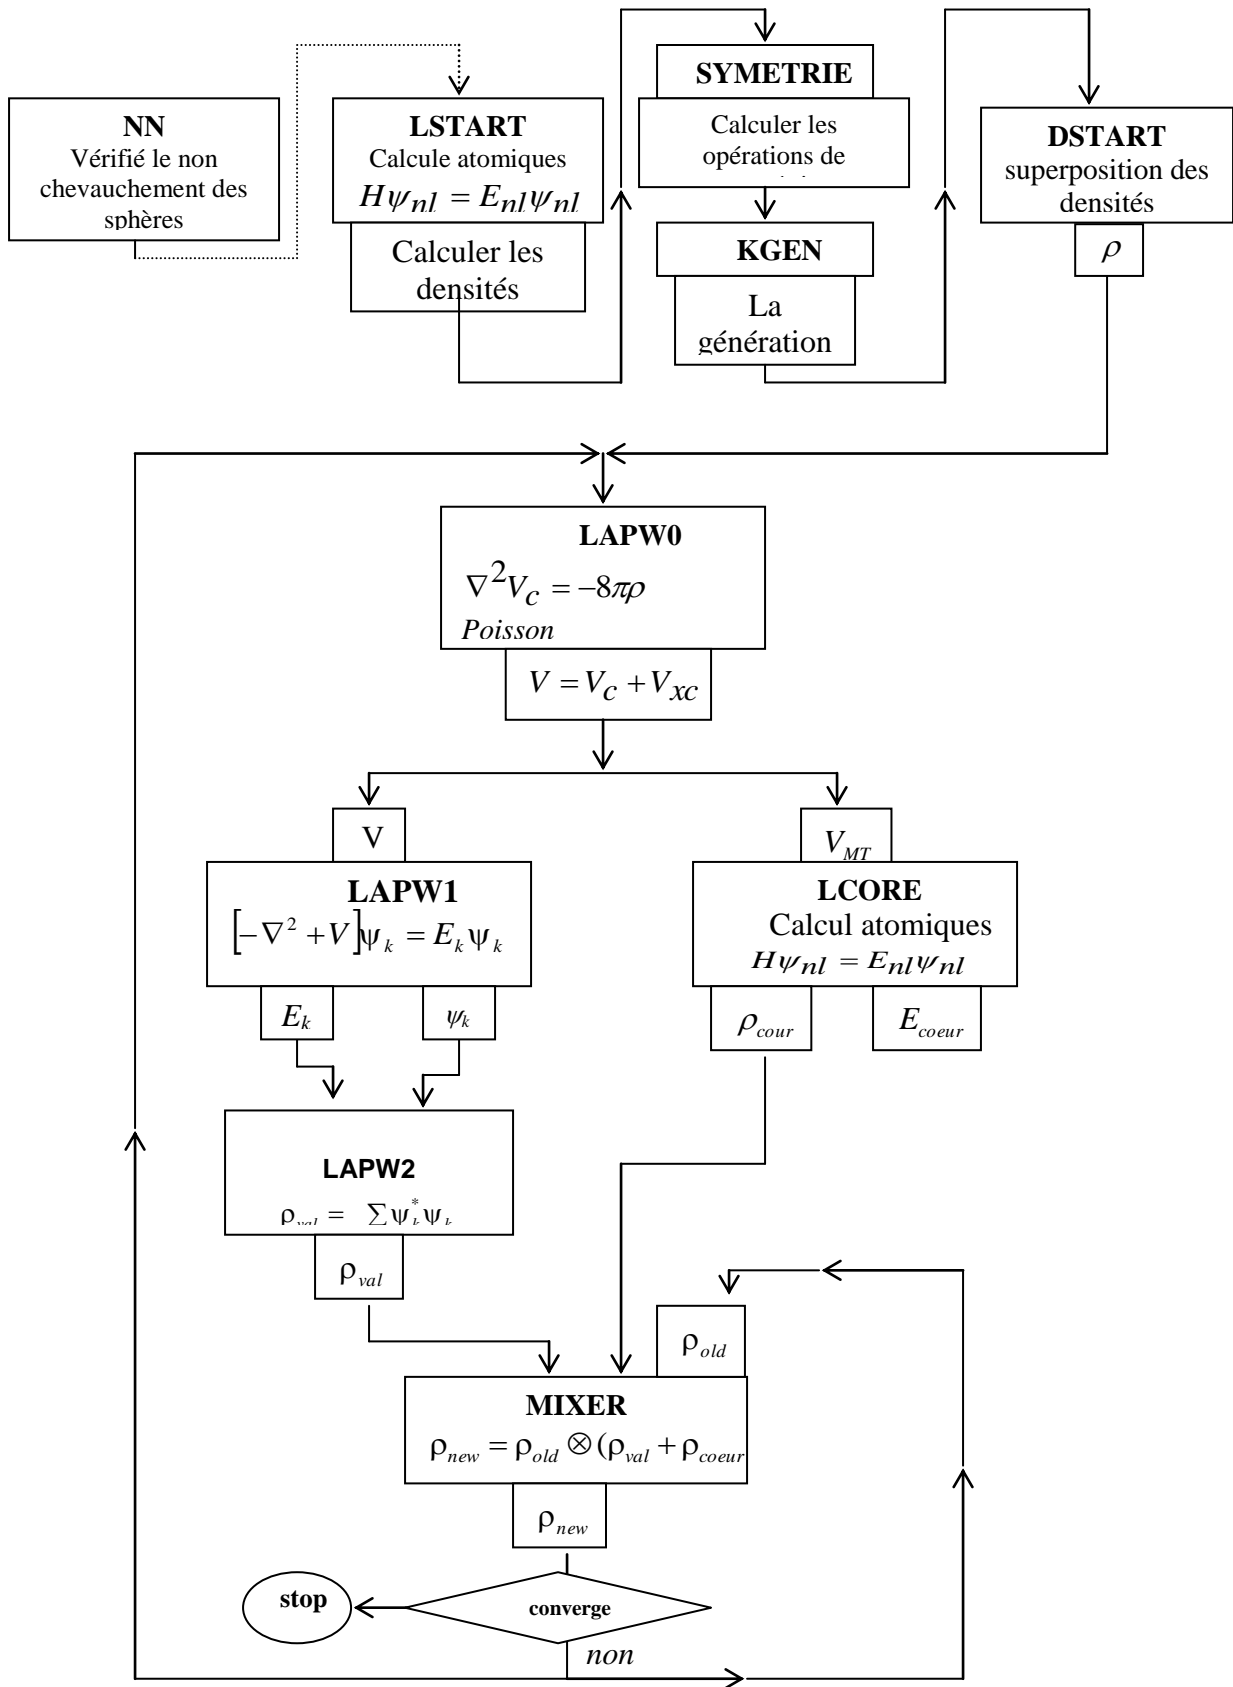 NN
Vérifié le non
chevauchement des
sphères
LSTART
Calcule atomiques
Hψnl = Enlψnl
Calculer les
densités
SYMETRIE
Calculer les
opérations de
KGEN
La
génération
DSTART
superposition des
densités
ρ
LAPW0
∇²Vc = −8πρ
Poisson
V = Vc + Vxc
V
LAPW1
[−∇² + V]ψk = Ekψk
Ek
ψk
VMT
LCORE
Calcul atomiques
Hψnl = Enlψnl
ρcour
Ecoeur
LAPW2
ρval = ∑ψk*ψk
ρval
ρold
MIXER
ρnew = ρold ⊗ (ρval + ρcoeur
ρnew
converge
stop
non